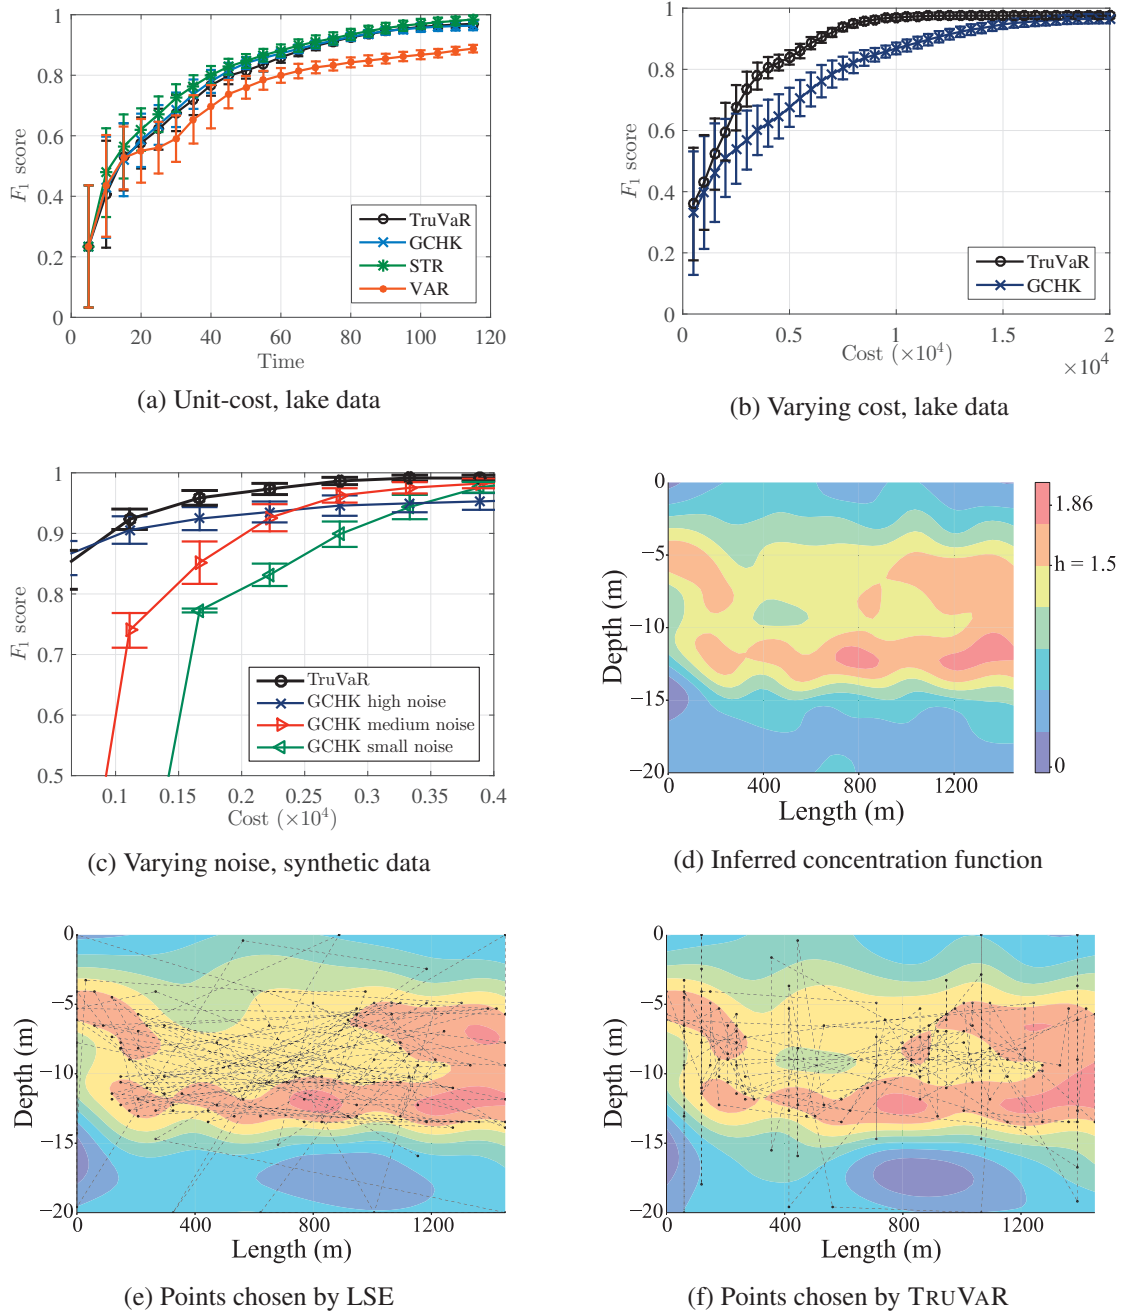 1
0.8
0.6
0.4
0.2
0
F1 score
0 20 40 60 80 100 120
Time
TruVaR
GCHK
STR
VAR
(a) Unit-cost, lake data
1
0.8
0.6
0.4
0.2
0
F1 score
0 0.5 1 1.5 2
Cost (×10⁴)
×10⁴
TruVaR
GCHK
(b) Varying cost, lake data
1
0.9
0.8
0.7
0.6
0.5
F1 score
0.1 0.15 0.2 0.25 0.3 0.35 0.4
Cost (×10⁴)
TruVaR
GCHK high noise
GCHK medium noise
GCHK small noise
(c) Varying noise, synthetic data
0
−5
−10
−15
−20
Depth (m)
0 400 800 1200
Length (m)
1.86
h = 1.5
0
(d) Inferred concentration function
0
−5
−10
−15
−20
Depth (m)
0 400 800 1200
Length (m)
(e) Points chosen by LSE
0
−5
−10
−15
−20
Depth (m)
0 400 800 1200
Length (m)
(f) Points chosen by TRUVAR